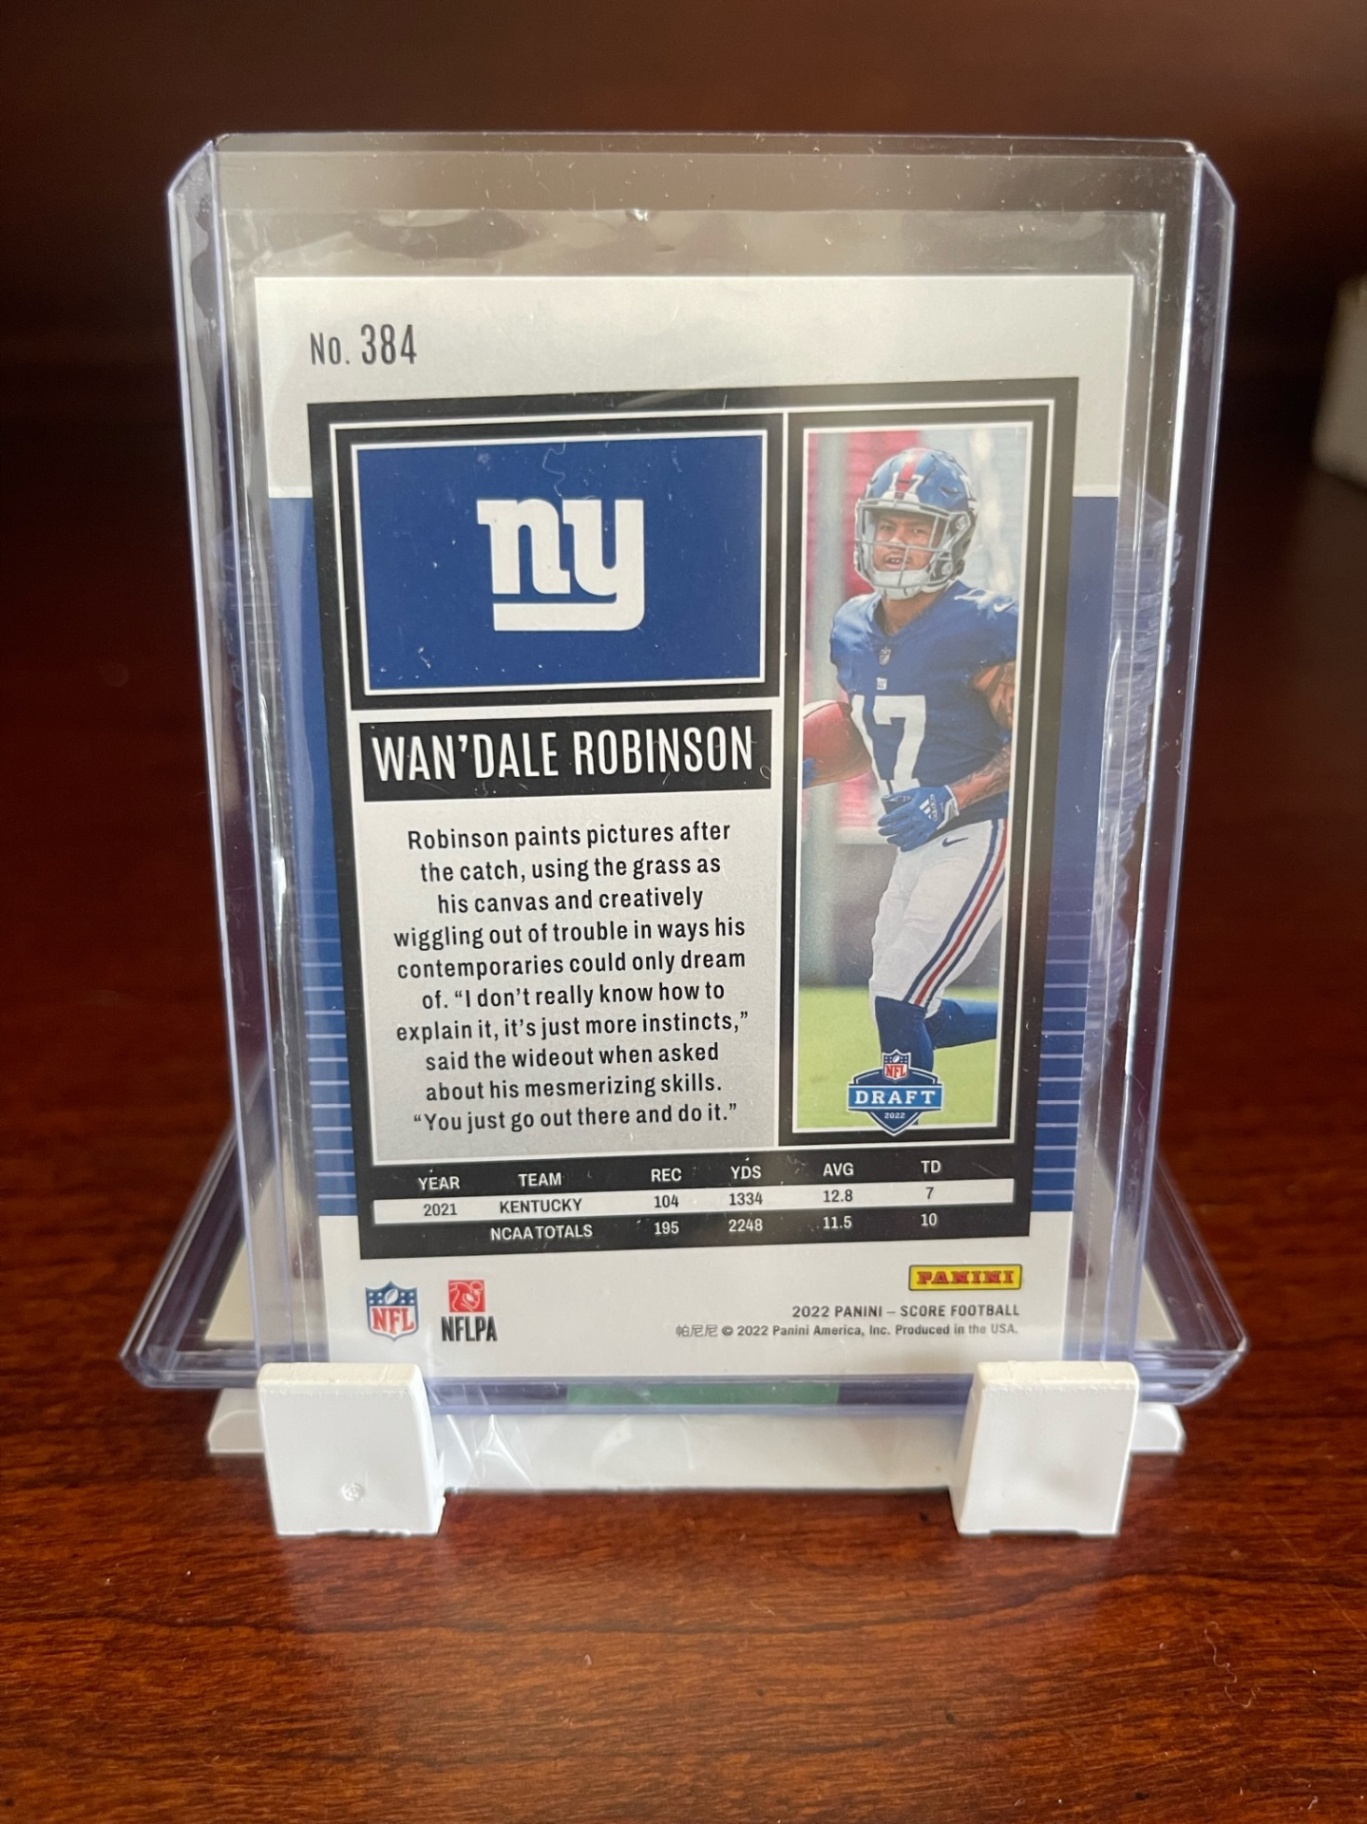 No. 384
ny
WAN'DALE ROBINSON
Robinson paints pictures after
the catch, using the grass as
his canvas and creatively
wiggling out of trouble in ways his
contemporaries could only dream
of. “I don’t really know how to
explain it, it’s just more instincts,”
said the wideout when asked
about his mesmerizing skills.
“You just go out there and do it.”
17
17
17
NFL
DRAFT
2022
YEAR TEAM REC YDS AVG TD
2021 KENTUCKY 104 1334 12.8 7
NCAA TOTALS 195 2248 11.5 10
NFL
NFLPA
PANINI
2022 PANINI – SCORE FOOTBALL
帕尼尼 © 2022 Panini America, Inc. Produced in the USA.